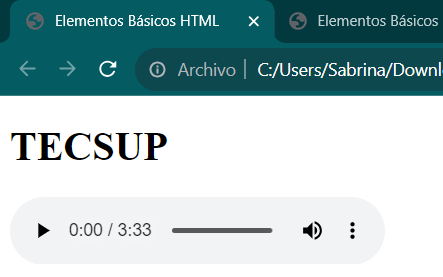 Elementos Básicos HTML
Elementos Básicos
Archivo
C:/Users/Sabrina/Downl
TECSUP
0:00 / 3:33